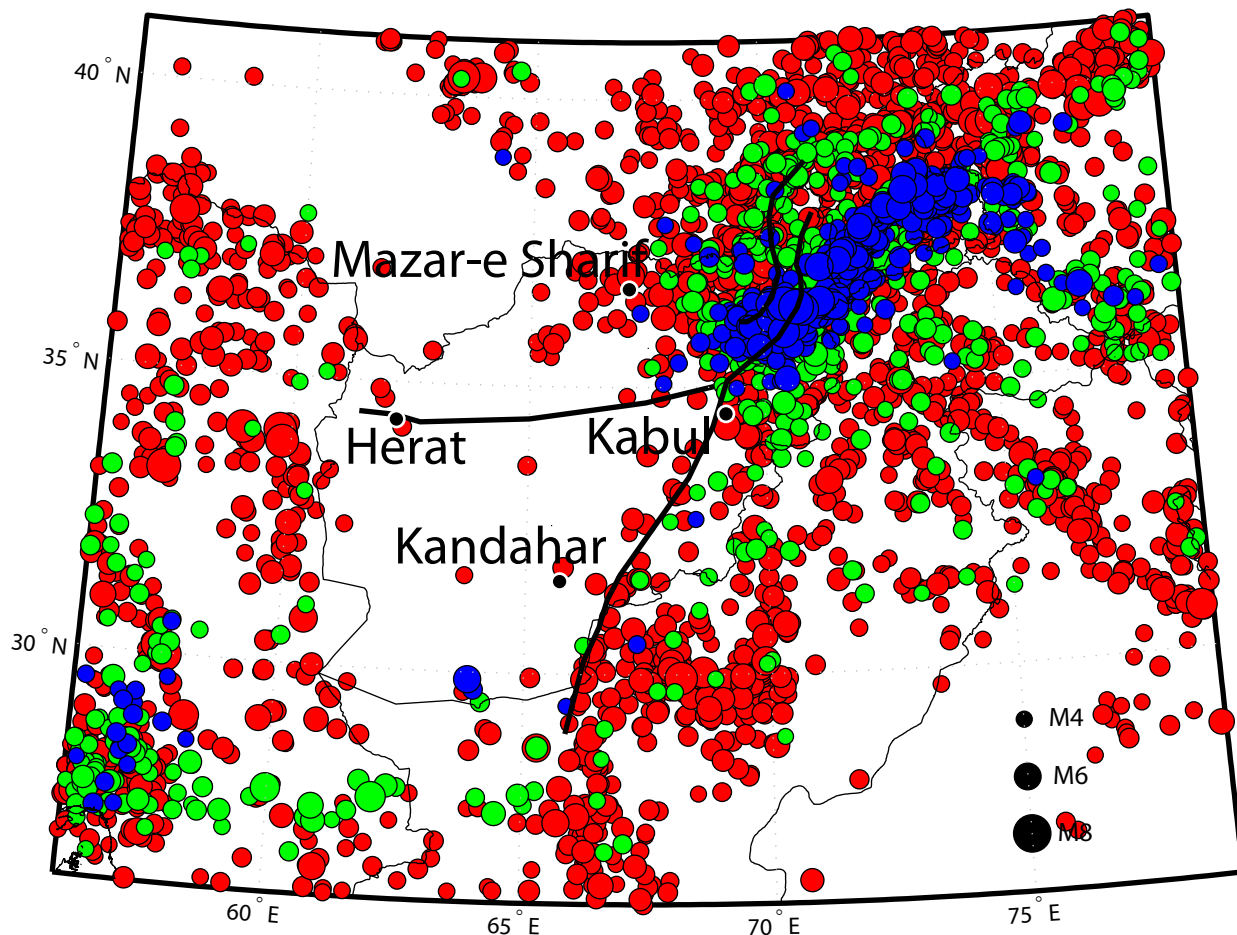 40° N
Mazar-e Sharif
35° N
Kabul
Herat
Kandahar
30° N
M4
M6
M8
60° E
65° E
70° E
75° E